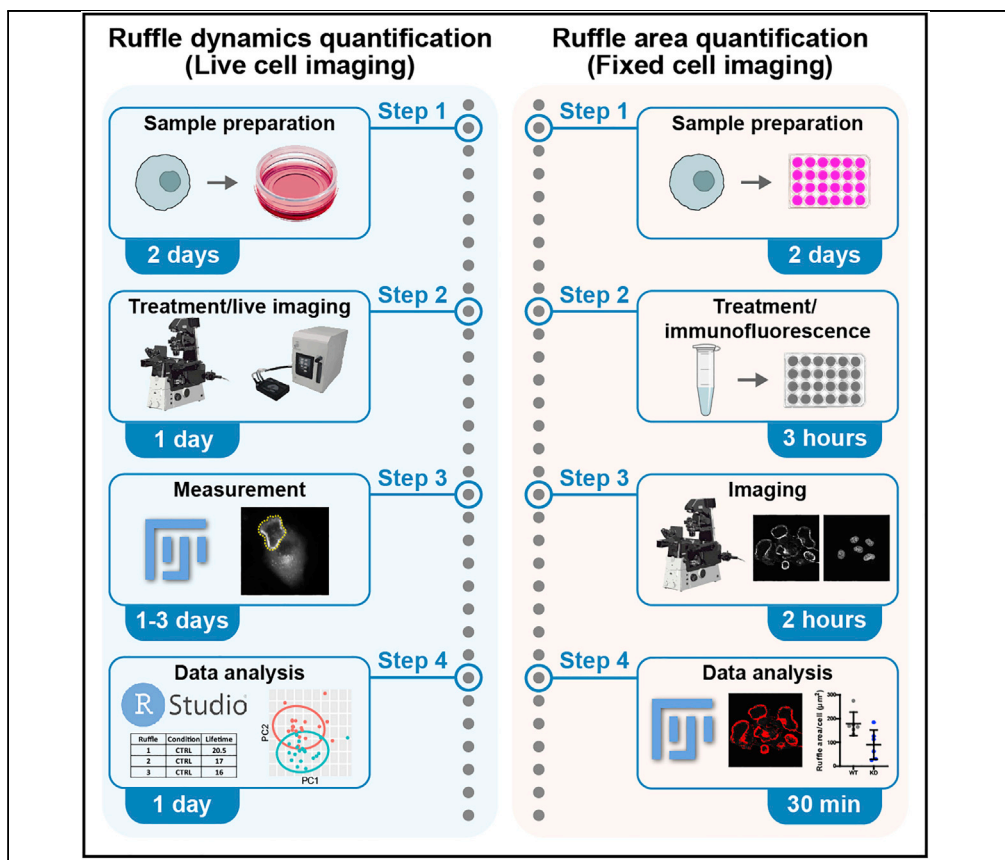 Ruffle dynamics quantification
(Live cell imaging)
Step 1
Sample preparation
2 days
Step 2
Treatment/live imaging
1 day
Step 3
Measurement
1-3 days
Step 4
Data analysis
R Studio®
Ruffle Condition Lifetime
1 CTRL 20.5
2 CTRL 17
3 CTRL 16
PC2
PC1
1 day
Ruffle area quantification
(Fixed cell imaging)
Step 1
Sample preparation
2 days
Step 2
Treatment/
immunofluorescence
3 hours
Step 3
Imaging
2 hours
Step 4
Data analysis
Ruffle area/cell (μm²)
300
200
100
0
WT KD
30 min